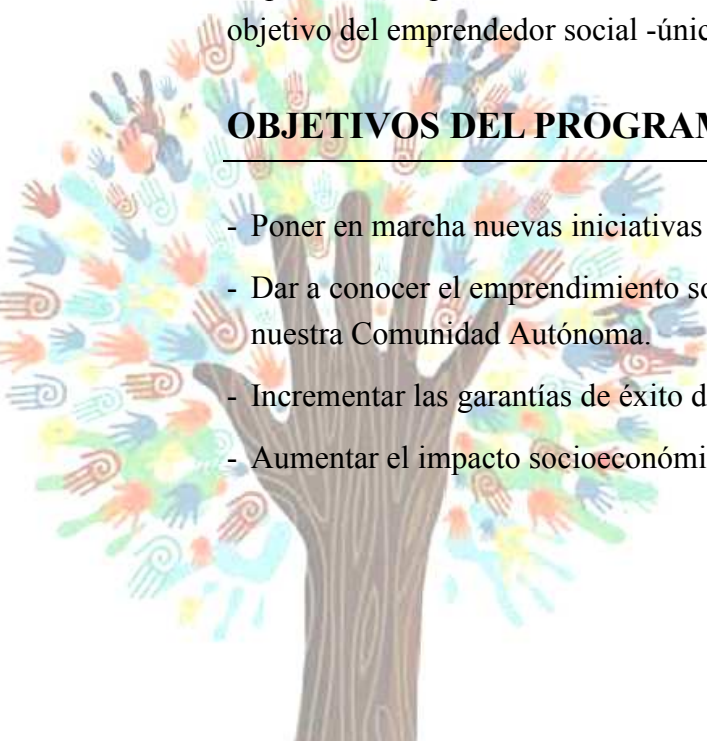 objetivo del emprendedor social -únic
OBJETIVOS DEL PROGRAM
- Poner en marcha nuevas iniciativas
- Dar a conocer el emprendimiento so
nuestra Comunidad Autónoma.
- Incrementar las garantías de éxito d
- Aumentar el impacto socioeconómi